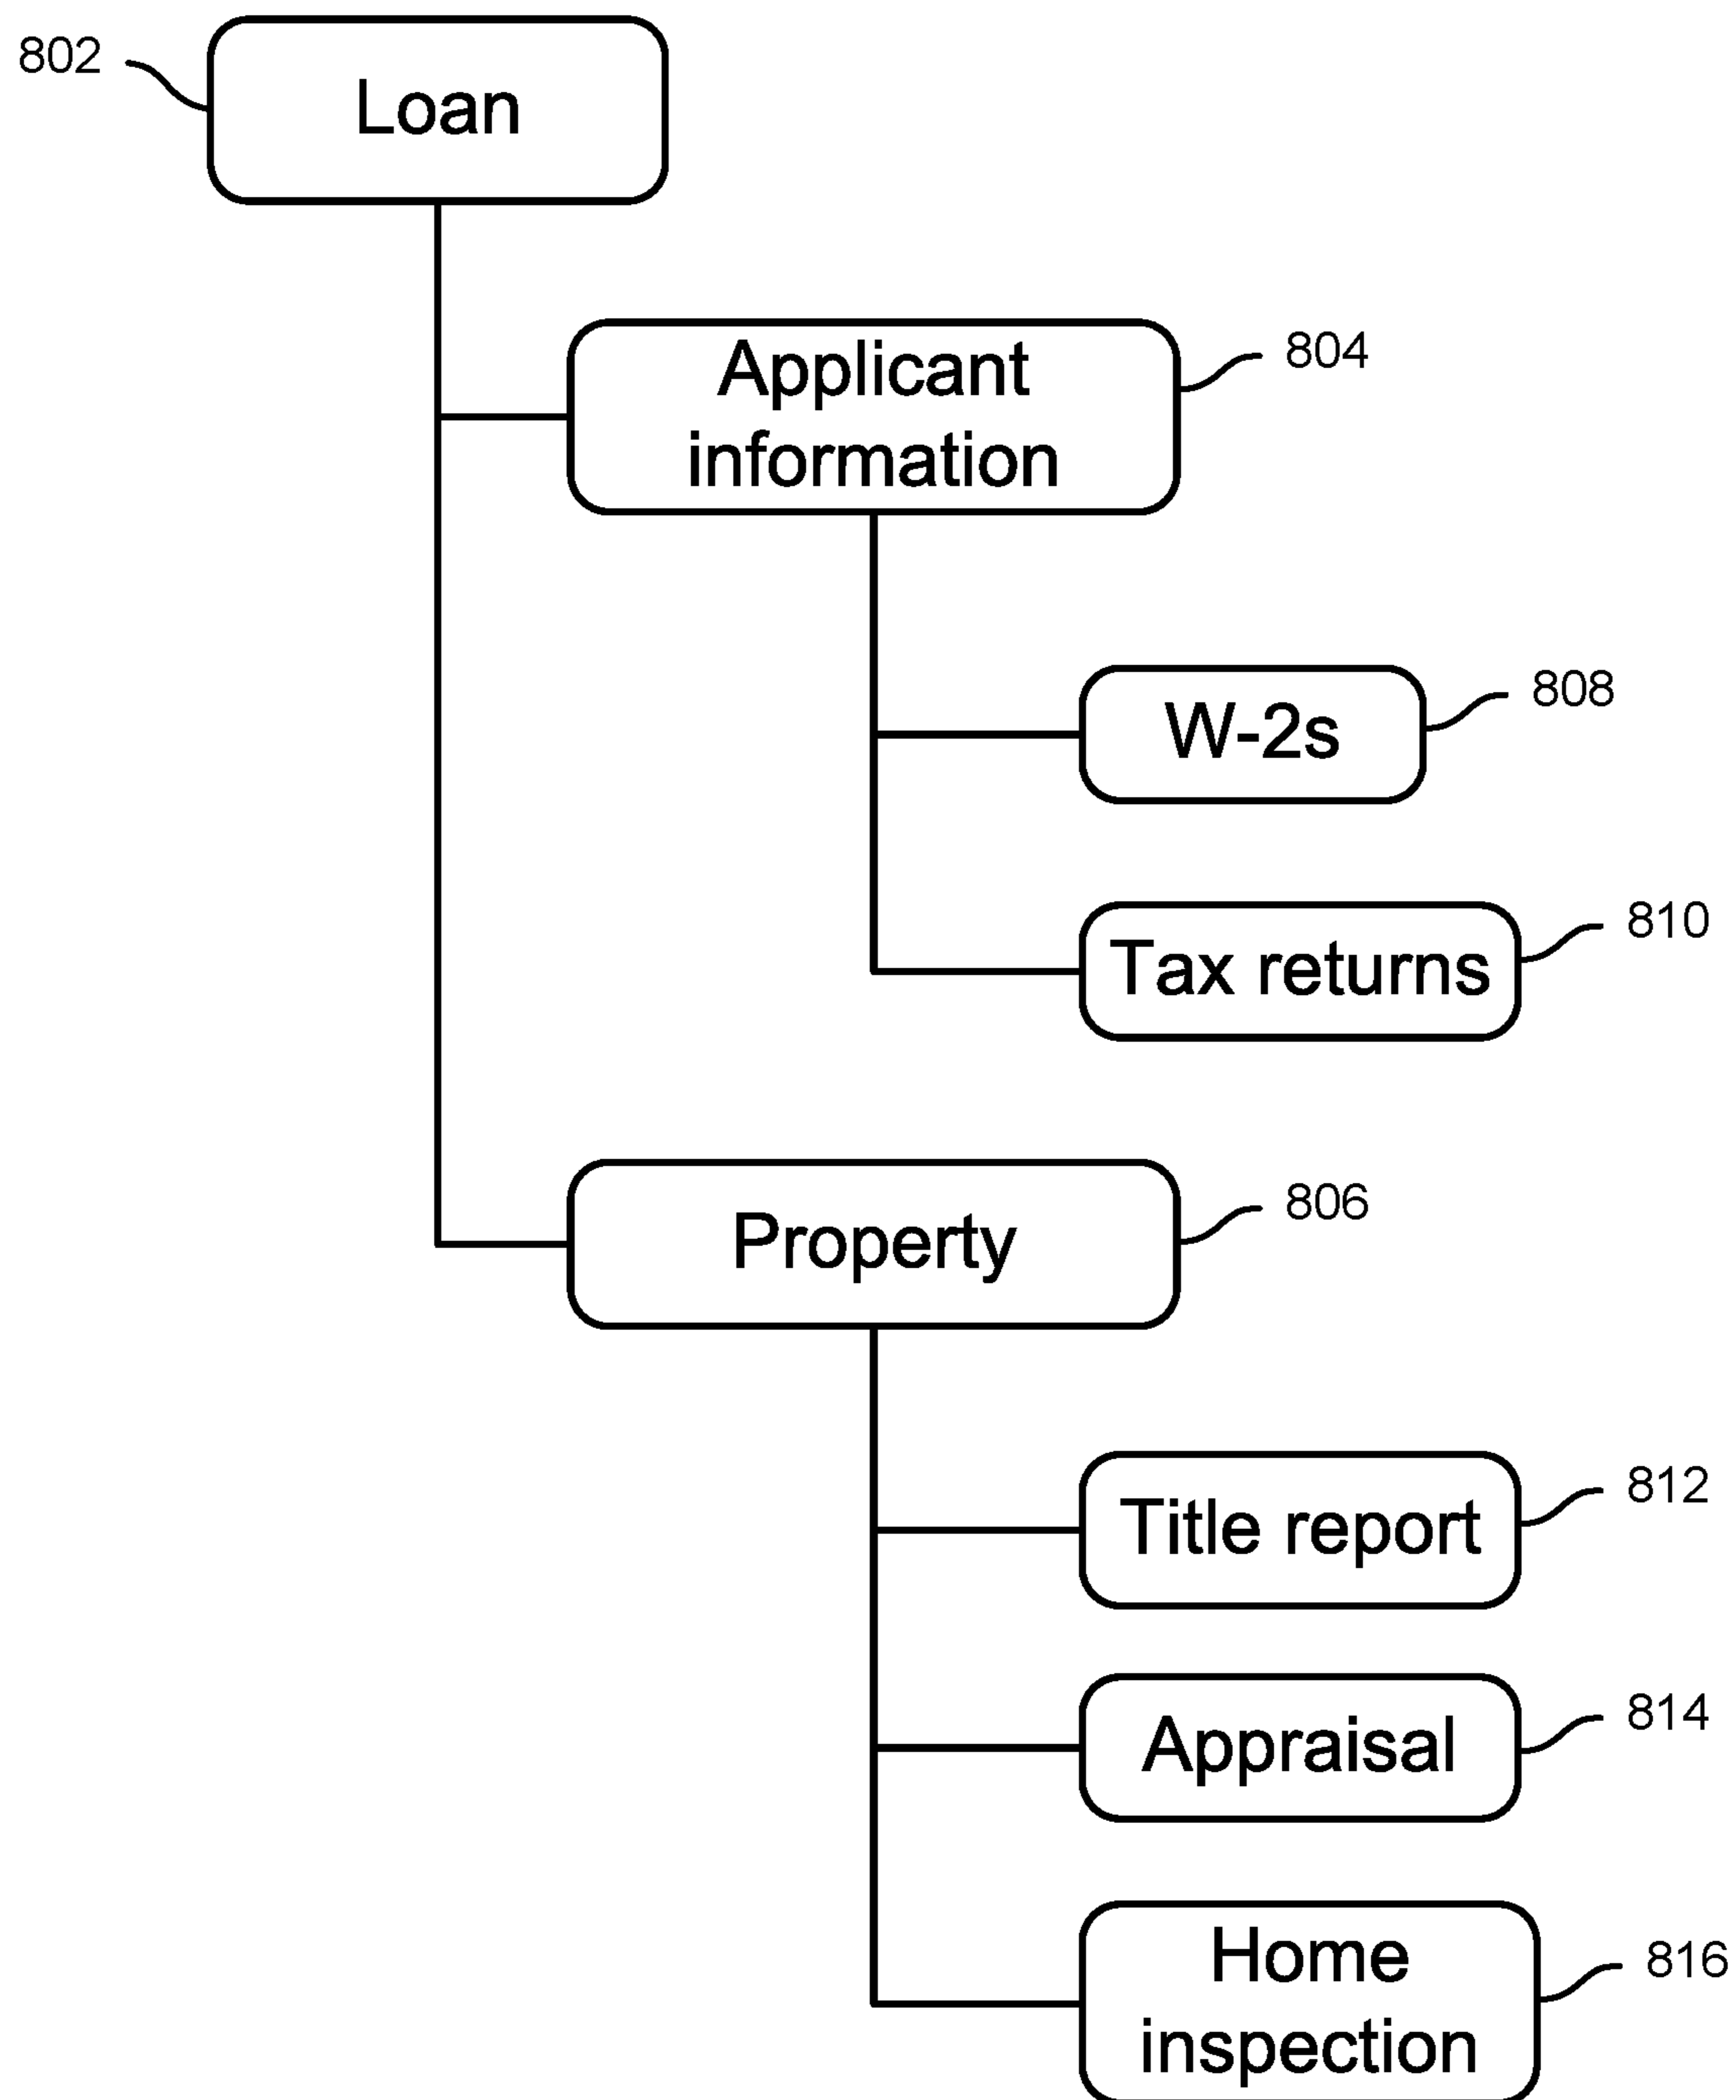 802
Loan
Applicant
information
804
W-2s
808
Tax returns
810
Property
806
Title report
812
Appraisal
814
Home
inspection
816